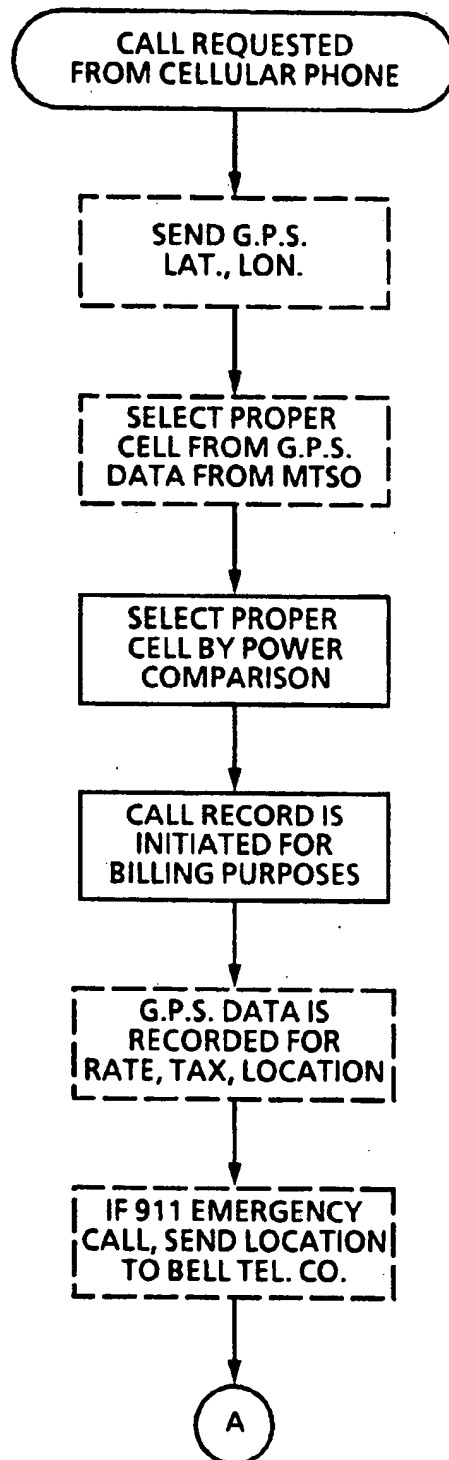 CALL REQUESTED
FROM CELLULAR PHONE
SEND G.P.S.
LAT., LON.
SELECT PROPER
CELL FROM G.P.S.
DATA FROM MTSO
SELECT PROPER
CELL BY POWER
COMPARISON
CALL RECORD IS
INITIATED FOR
BILLING PURPOSES
G.P.S. DATA IS
RECORDED FOR
RATE, TAX, LOCATION
IF 911 EMERGENCY
CALL, SEND LOCATION
TO BELL TEL. CO.
A